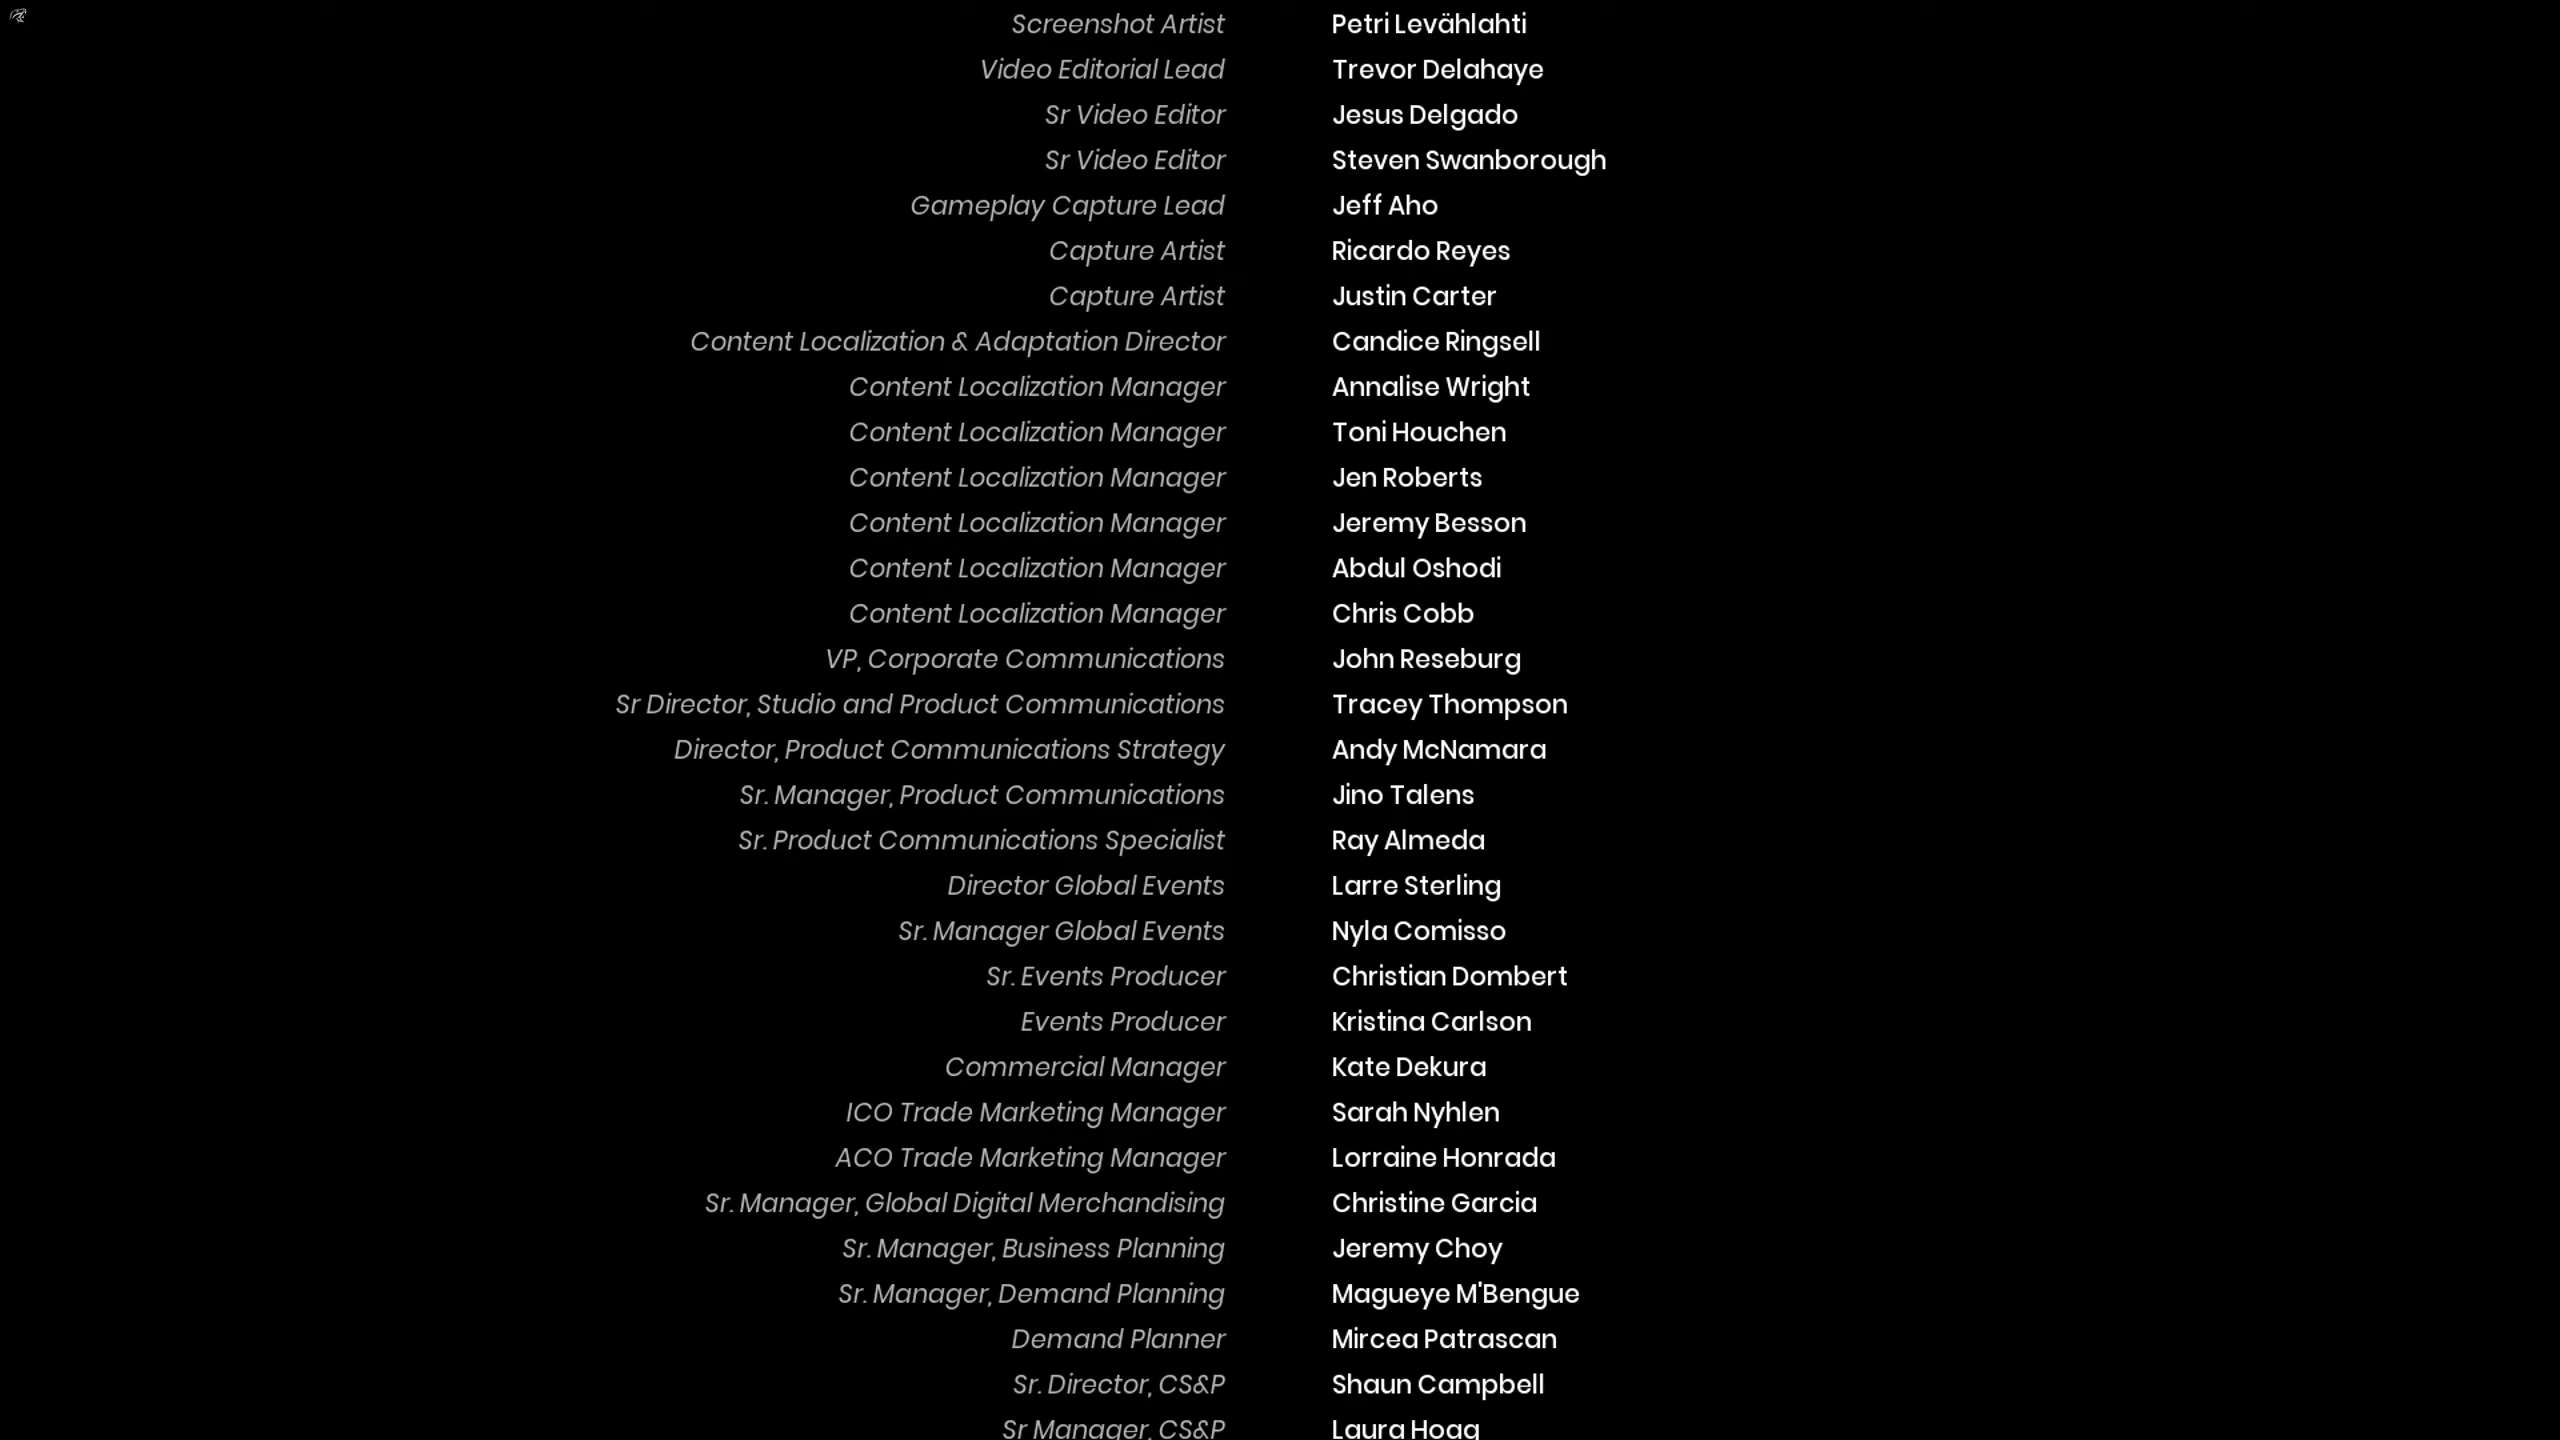 Screenshot Artist Petri Levählahti
Video Editorial Lead Trevor Delahaye
Sr Video Editor Jesus Delgado
Sr Video Editor Steven Swanborough
Gameplay Capture Lead Jeff Aho
Capture Artist Ricardo Reyes
Capture Artist Justin Carter
Content Localization & Adaptation Director Candice Ringsell
Content Localization Manager Annalise Wright
Content Localization Manager Toni Houchen
Content Localization Manager Jen Roberts
Content Localization Manager Jeremy Besson
Content Localization Manager Abdul Oshodi
Content Localization Manager Chris Cobb
VP, Corporate Communications John Reseburg
Sr Director, Studio and Product Communications Tracey Thompson
Director, Product Communications Strategy Andy McNamara
Sr. Manager, Product Communications Jino Talens
Sr. Product Communications Specialist Ray Almeda
Director Global Events Larre Sterling
Sr. Manager Global Events Nyla Comisso
Sr. Events Producer Christian Dombert
Events Producer Kristina Carlson
Commercial Manager Kate Dekura
ICO Trade Marketing Manager Sarah Nyhlen
ACO Trade Marketing Manager Lorraine Honrada
Sr. Manager, Global Digital Merchandising Christine Garcia
Sr. Manager, Business Planning Jeremy Choy
Sr. Manager, Demand Planning Magueye M'Bengue
Demand Planner Mircea Patrascan
Sr. Director, CS&P Shaun Campbell
Sr Manager, CS&P Laura Hoag